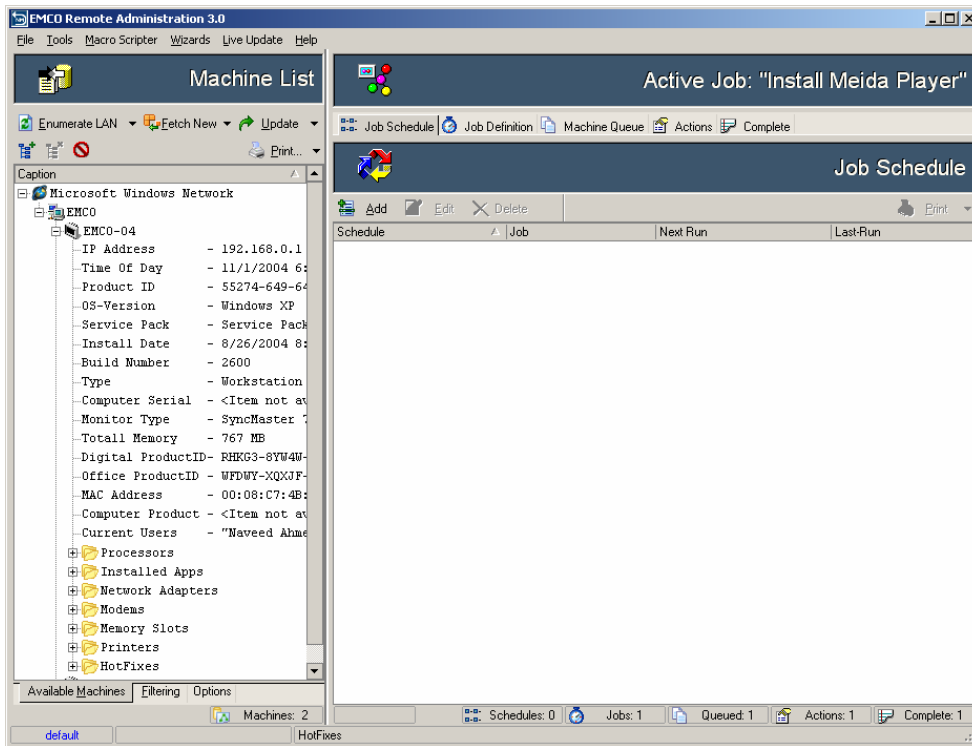 EMCO Remote Administration 3.0
File Tools Macro Scripter Wizards Live Update Help
Machine List
Enumerate LAN Fetch New Update
Print...
Caption
Microsoft Windows Network
EMCO
EMCO-04
IP Address - 192.168.0.1
Time Of Day - 11/1/2004 6:
Product ID - 55274-649-64
OS-Version - Windows XP
Service Pack - Service Pack
Install Date - 8/26/2004 8:
Build Number - 2600
Type - Workstation
Computer Serial - <Item not av
Monitor Type - SyncMaster 7
Totall Memory - 767 MB
Digital ProductID- RHKG3-8YW4W-
Office ProductID - WFDWY-XQXJF-
MAC Address - 00:08:C7:4B:
Computer Product - <Item not av
Current Users - "Naveed Ahme
Processors
Installed Apps
Network Adapters
Modems
Memory Slots
Printers
HotFixes
Available Machines Filtering Options
Machines: 2
Active Job: "Install Meida Player"
Job Schedule Job Definition Machine Queue Actions Complete
Job Schedule
Add Edit Delete Print
Schedule Job Next Run Last-Run
Schedules: 0 Jobs: 1 Queued: 1 Actions: 1 Complete: 1
default HotFixes